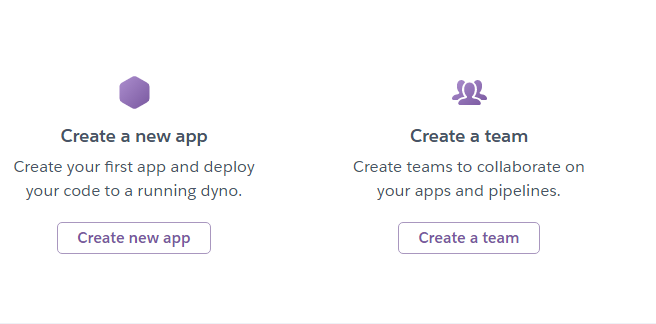 Create a new app
Create your first app and deploy
your code to a running dyno.
Create new app
Create a team
Create teams to collaborate on
your apps and pipelines.
Create a team